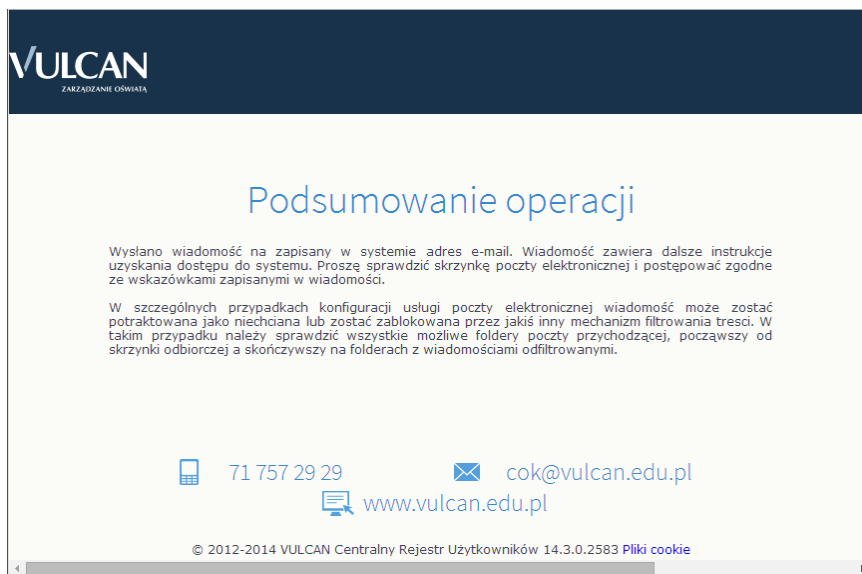 VULCAN
ZARZĄDZANIE OŚWIATĄ
Podsumowanie operacji
Wysłano wiadomość na zapisany w systemie adres e-mail. Wiadomość zawiera dalsze instrukcje
uzyskania dostępu do systemu. Proszę sprawdzić skrzynkę poczty elektronicznej i postępować zgodne
ze wskazówkami zapisanymi w wiadomości.
W szczególnych przypadkach konfiguracji usługi poczty elektronicznej wiadomość może zostać
potraktowana jako niechciana lub zostać zablokowana przez jakiś inny mechanizm filtrowania tresci. W
takim przypadku należy sprawdzić wszystkie możliwe foldery poczty przychodzącej, począwszy od
skrzynki odbiorczej a skończywszy na folderach z wiadomościami odfiltrowanymi.
71 757 29 29 cok@vulcan.edu.pl
www.vulcan.edu.pl
© 2012-2014 VULCAN Centralny Rejestr Użytkowników 14.3.0.2583 Pliki cookie